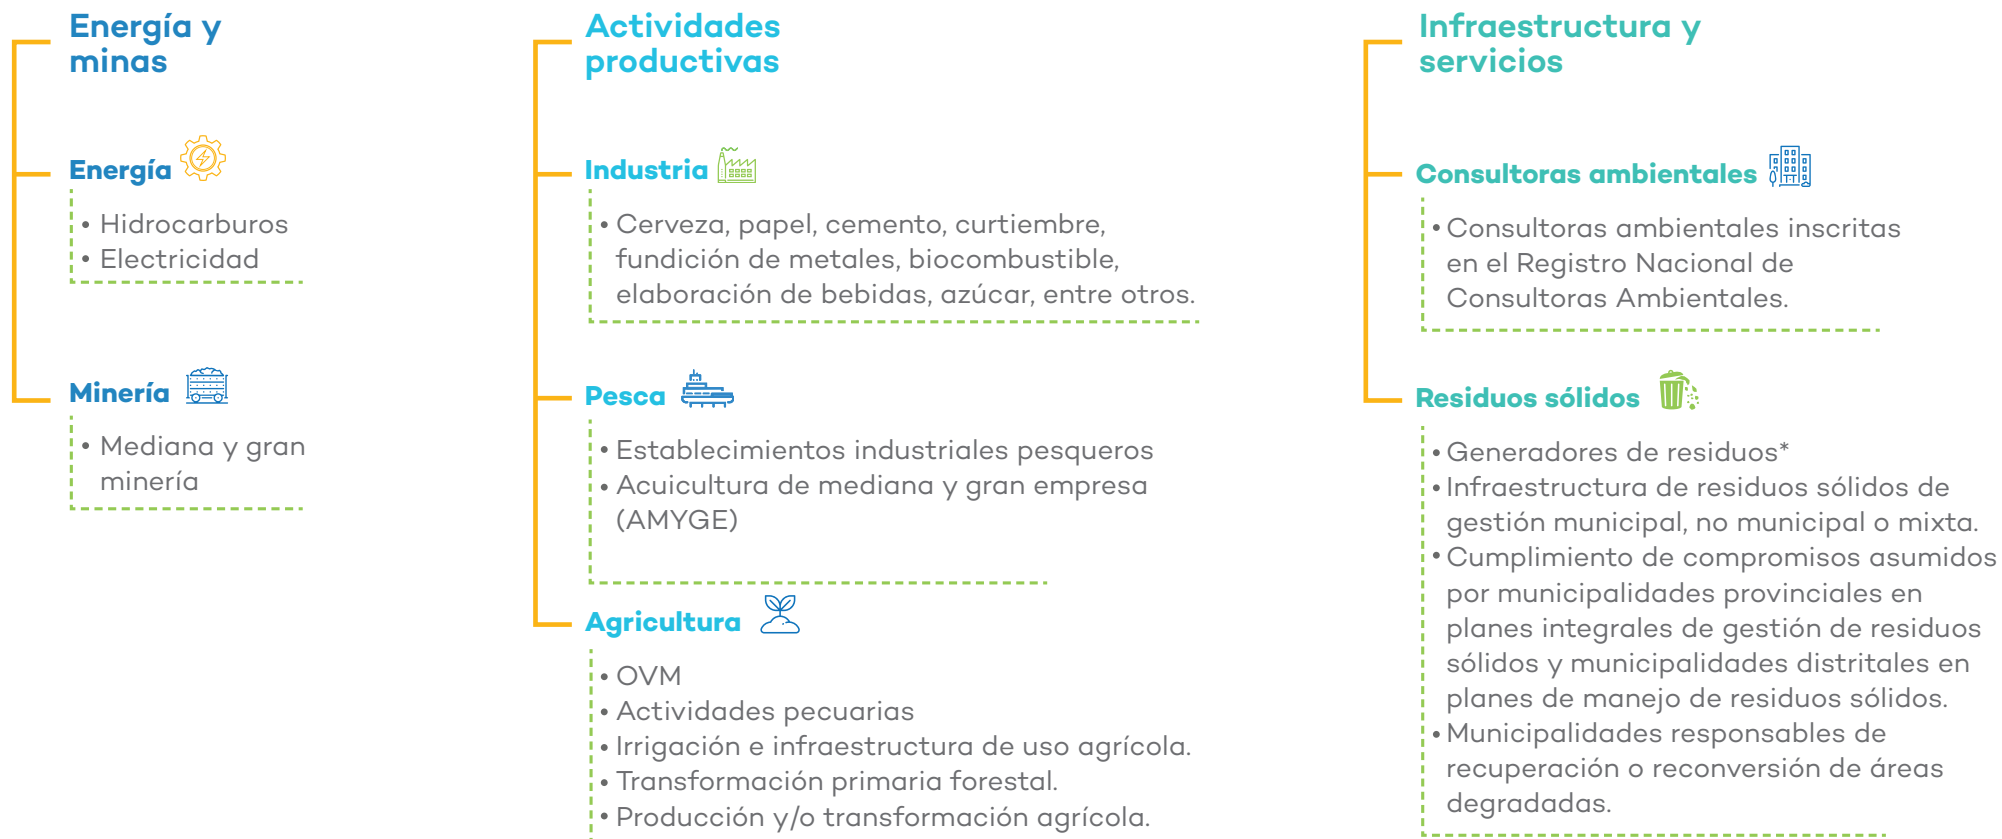 Energía y
minas
Energía
• Hidrocarburos
• Electricidad
Minería
• Mediana y gran
minería
Actividades
productivas
Industria
• Cerveza, papel, cemento, curtiembre,
fundición de metales, biocombustible,
elaboración de bebidas, azúcar, entre otros.
Pesca
• Establecimientos industriales pesqueros
• Acuicultura de mediana y gran empresa
(AMYGE)
Agricultura
• OVM
• Actividades pecuarias
• Irrigación e infraestructura de uso agrícola.
• Transformación primaria forestal.
• Producción y/o transformación agrícola.
Infraestructura y
servicios
Consultoras ambientales
• Consultoras ambientales inscritas
en el Registro Nacional de
Consultoras Ambientales.
Residuos sólidos
• Generadores de residuos*
• Infraestructura de residuos sólidos de
gestión municipal, no municipal o mixta.
• Cumplimiento de compromisos asumidos
por municipalidades provinciales en
planes integrales de gestión de residuos
sólidos y municipalidades distritales en
planes de manejo de residuos sólidos.
• Municipalidades responsables de
recuperación o reconversión de áreas
degradadas.